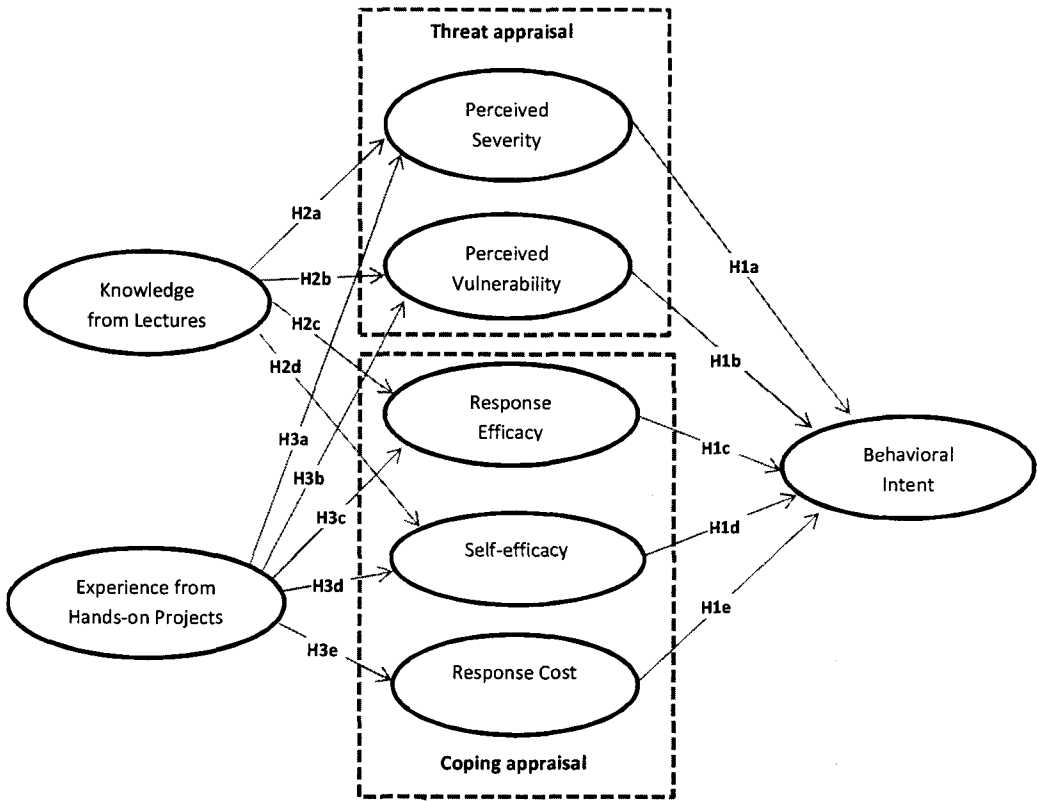 Threat appraisal
Perceived
Severity
H2a
Perceived
Vulnerability
H1a
H2b
Knowledge
from Lectures
H2c
H1b
H2d
Response
Efficacy
H3a
H1c
Behavioral
Intent
H3b
H3c
H1d
Self-efficacy
Experience from
Hands-on Projects
H3d
H1e
H3e
Response Cost
Coping appraisal